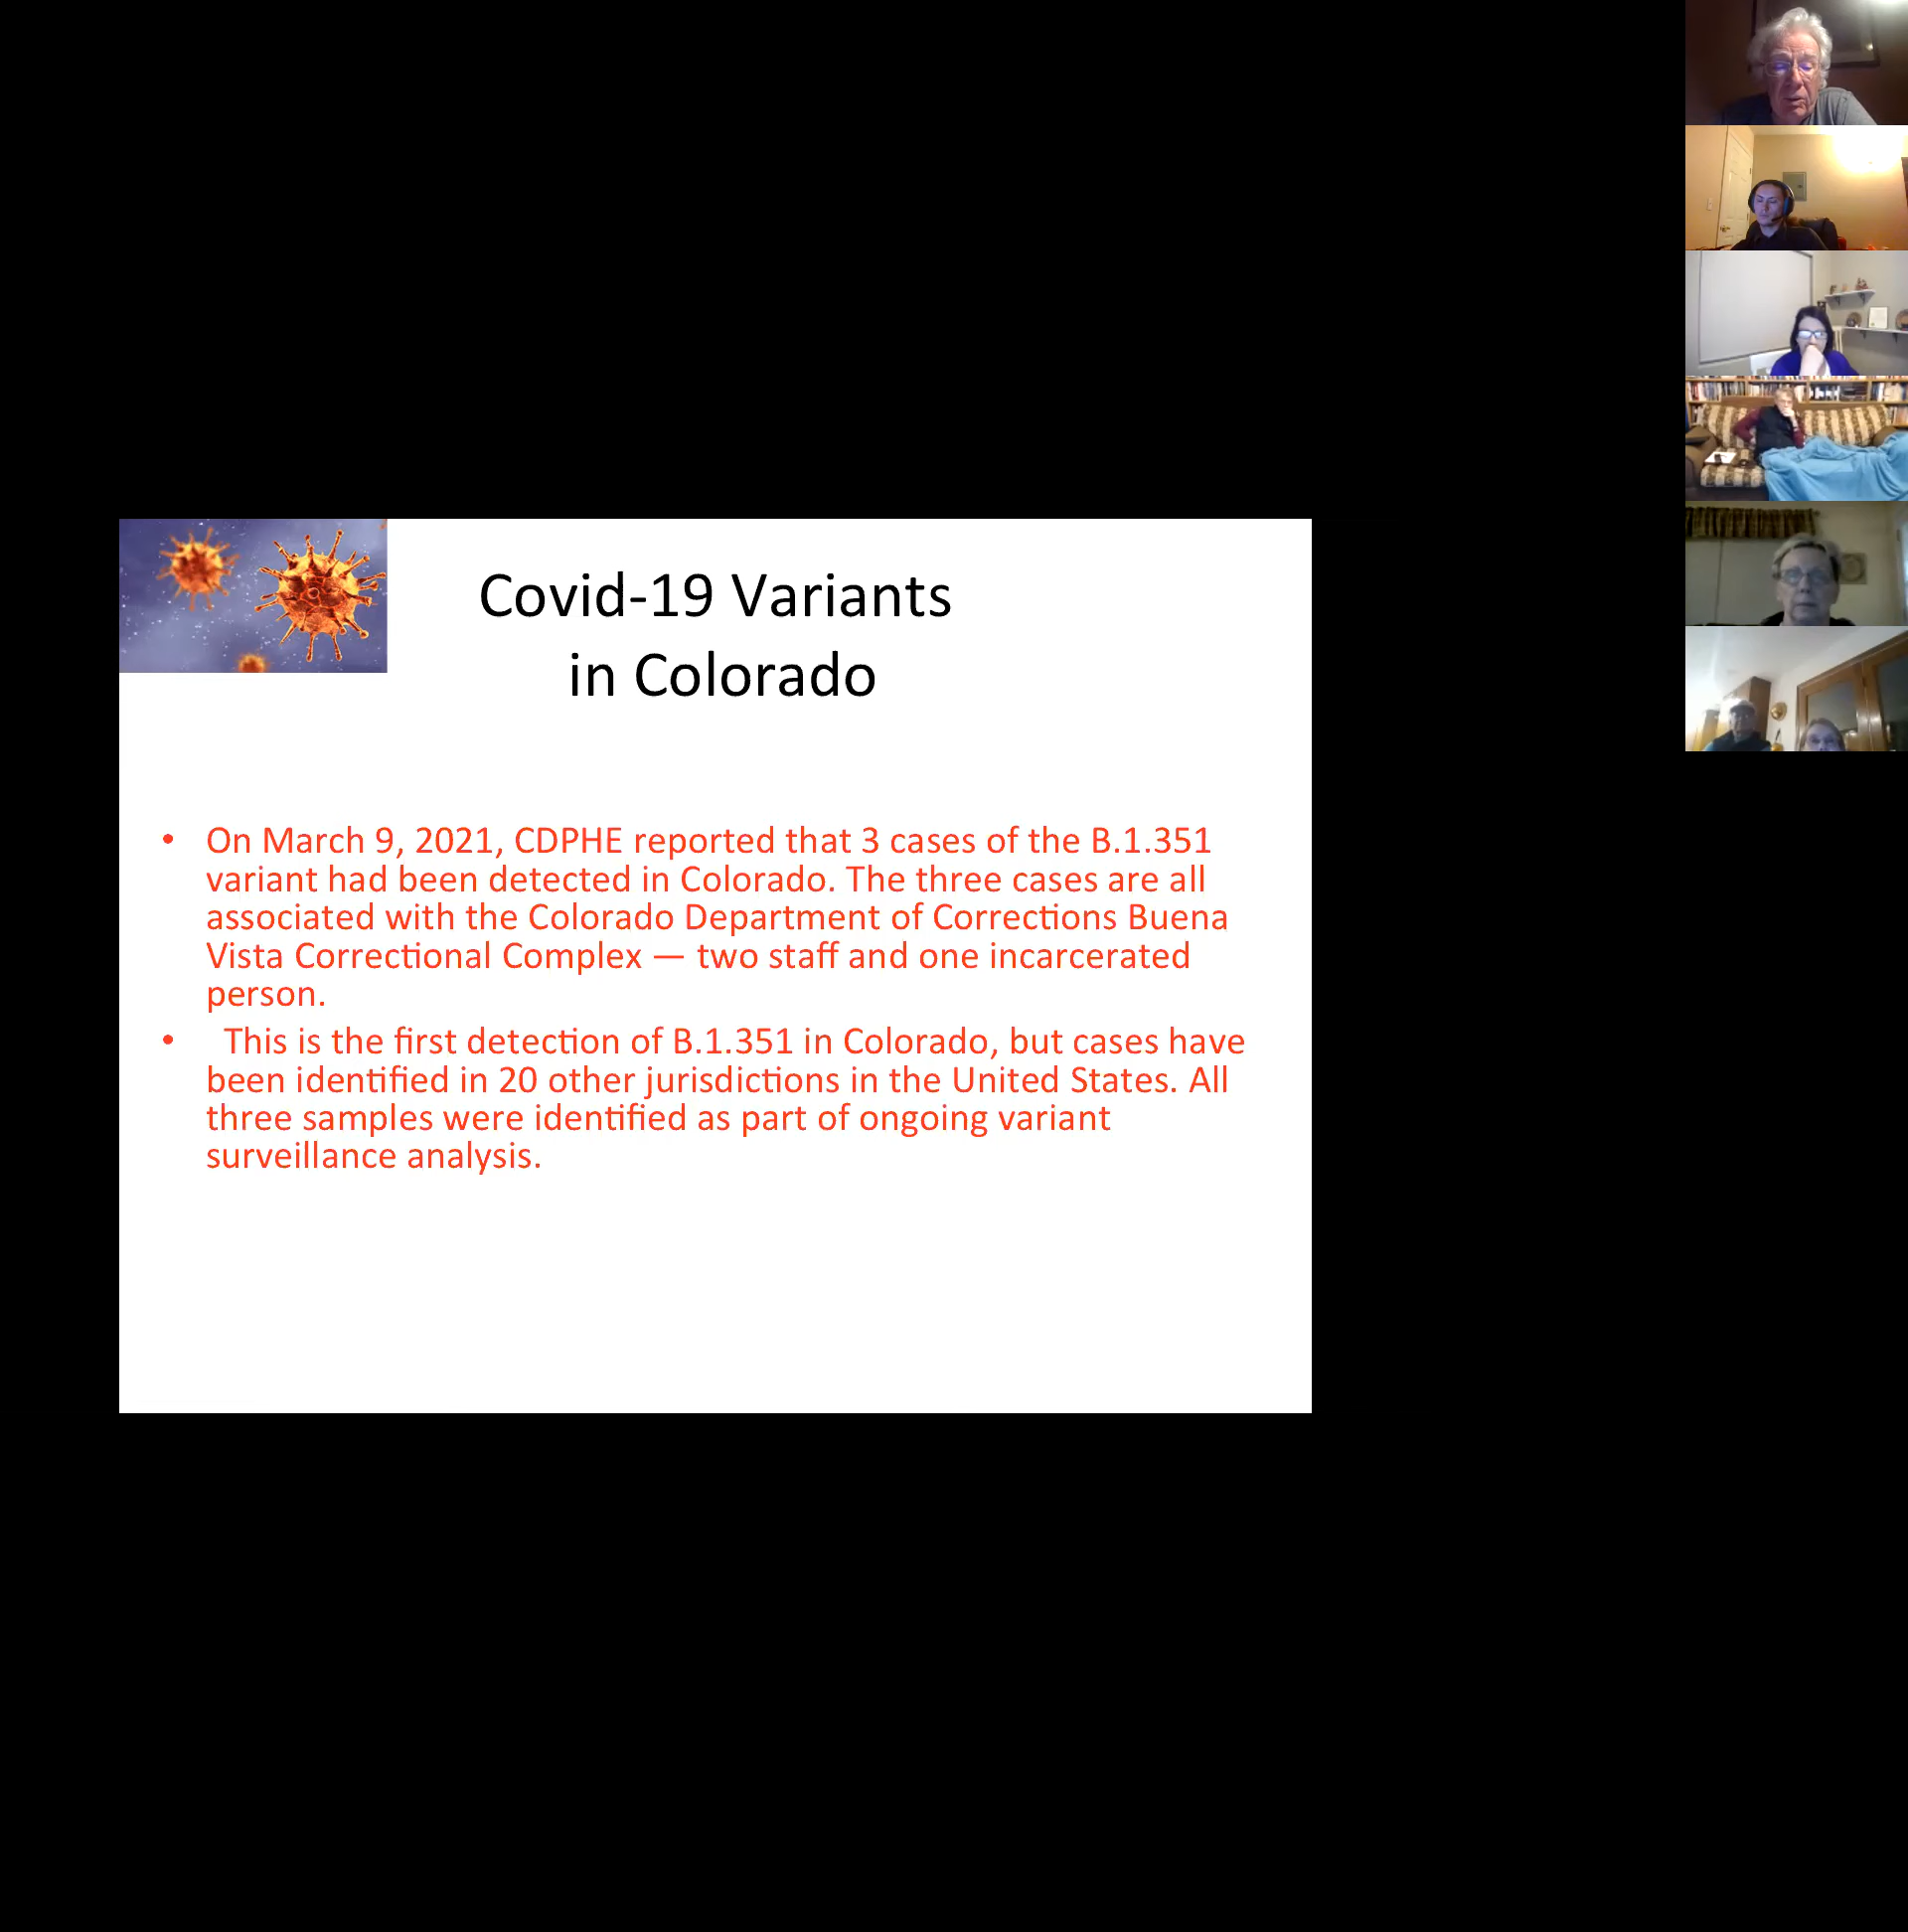 Covid-19 Variants
in Colorado
• On March 9, 2021, CDPHE reported that 3 cases of the B.1.351
variant had been detected in Colorado. The three cases are all
associated with the Colorado Department of Corrections Buena
Vista Correctional Complex — two staff and one incarcerated
person.
• This is the first detection of B.1.351 in Colorado, but cases have
been identified in 20 other jurisdictions in the United States. All
three samples were identified as part of ongoing variant
surveillance analysis.